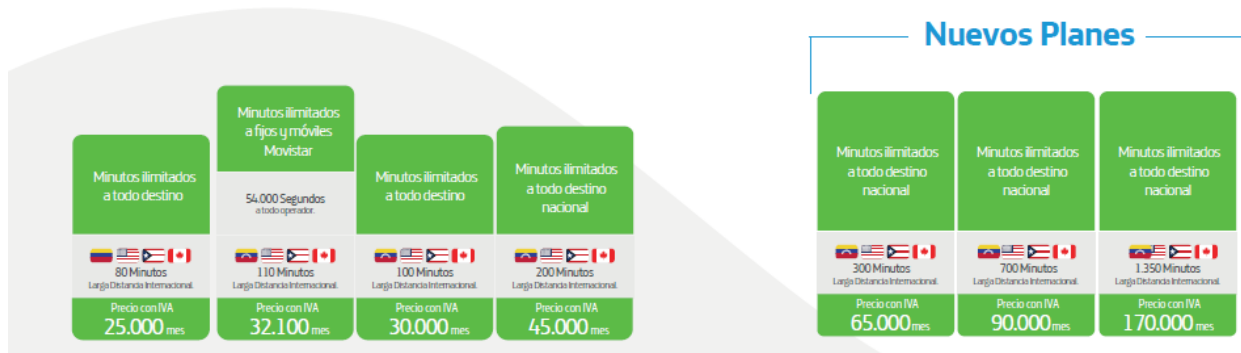 Nuevos Planes
Minutos ilimitados
a todo destino
80 Minutos
Larga Distancia Internacional.
Precio con IVA
25.000 mes
Minutos ilimitados
a fijos y móviles
Movistar
54.000 Segundos
a todo operador.
110 Minutos
Larga Distancia Internacional.
Precio con IVA
32.100 mes
Minutos ilimitados
a todo destino
100 Minutos
Larga Distancia Internacional.
Precio con IVA
30.000 mes
Minutos ilimitados
a todo destino
nacional
200 Minutos
Larga Distancia Internacional.
Precio con IVA
45.000 mes
Minutos ilimitados
a todo destino
nacional
300 Minutos
Larga Distancia Internacional.
Precio con IVA
65.000 mes
Minutos ilimitados
a todo destino
nacional
700 Minutos
Larga Distancia Internacional.
Precio con IVA
90.000 mes
Minutos ilimitados
a todo destino
nacional
1.350 Minutos
Larga Distancia Internacional.
Precio con IVA
170.000 mes